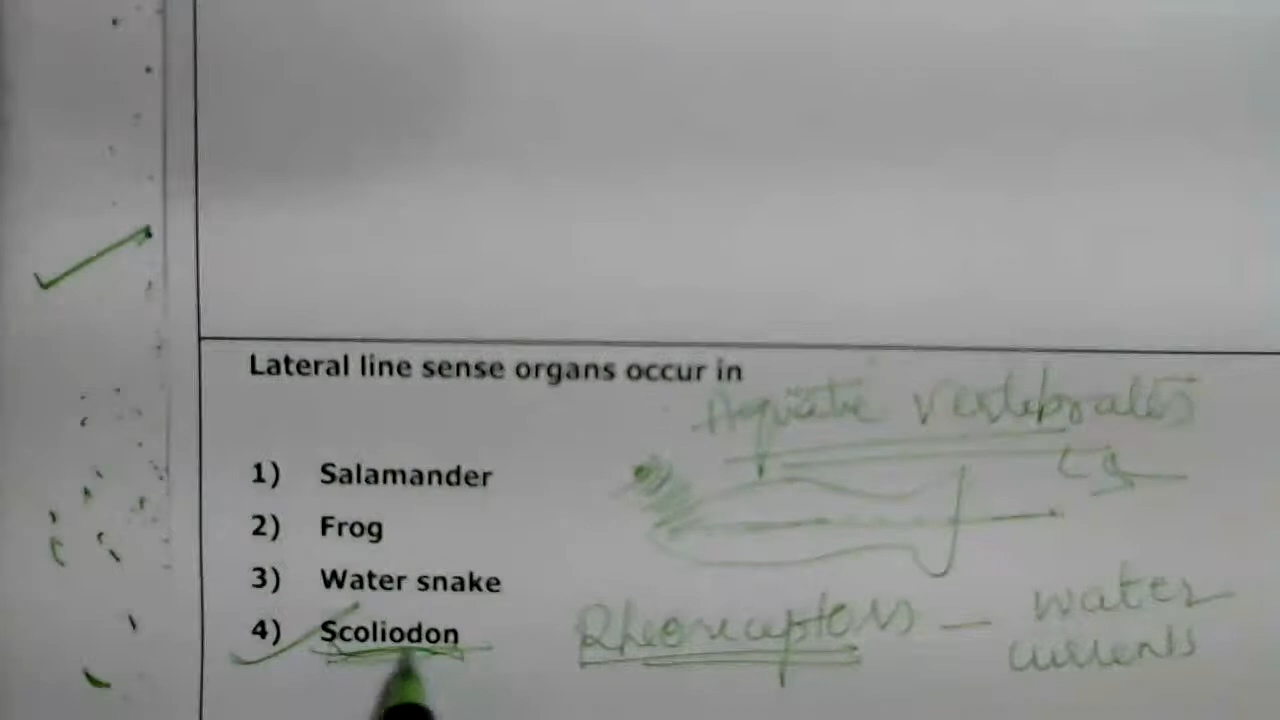 Lateral line sense organs occur in
Aquatic vertebrates
Eg
1) Salamander
2) Frog
3) Water snake
4) Scoliodon
Rheoreceptors – water
currents